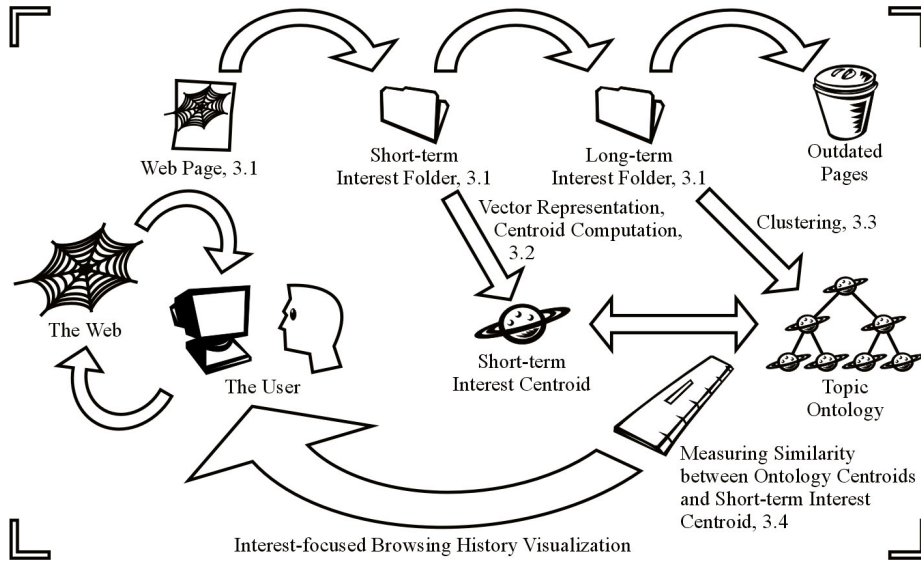 Web Page, 3.1
Short-term
Interest Folder, 3.1
Long-term
Interest Folder, 3.1
Outdated
Pages
Vector Representation,
Centroid Computation,
3.2
Clustering, 3.3
The Web
The User
Short-term
Interest Centroid
Topic
Ontology
Measuring Similarity
between Ontology Centroids
and Short-term Interest
Centroid, 3.4
Interest-focused Browsing History Visualization